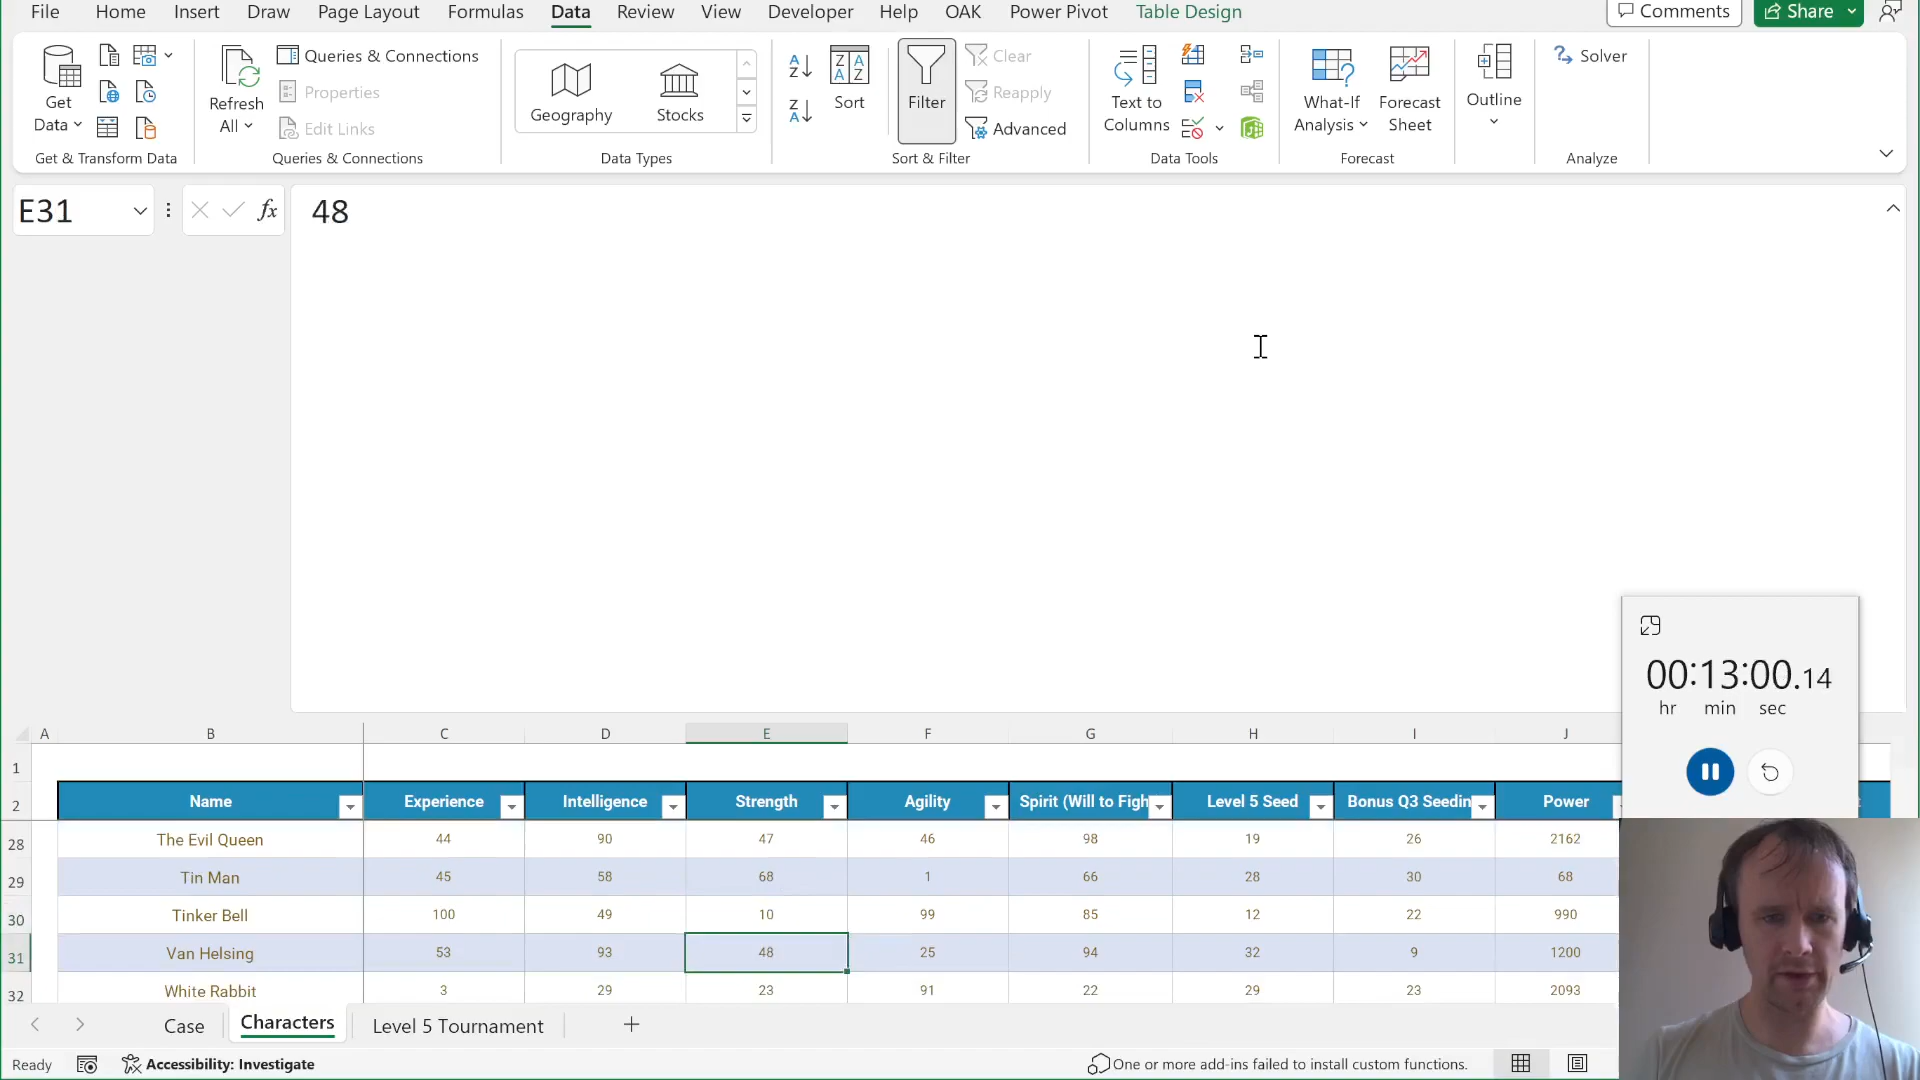 File Home Insert Draw Page Layout Formulas Data Review View Developer Help OAK Power Pivot Table Design Comments Share
Get Data
Refresh All
Queries & Connections
Properties
Edit Links
Geography
Stocks
Sort
Filter
Clear
Reapply
Advanced
Text to Columns
What-If Analysis
Forecast Sheet
Outline
Solver
Get & Transform Data
Queries & Connections
Data Types
Sort & Filter
Data Tools
Forecast
Analyze
E31
fx
48
00:13:00.14
hr min sec
A B C D E F G H I J
1
2 Name Experience Intelligence Strength Agility Spirit (Will to Figh Level 5 Seed Bonus Q3 Seedin Power
28 The Evil Queen 44 90 47 46 98 19 26 2162
29 Tin Man 45 58 68 1 66 28 30 68
30 Tinker Bell 100 49 10 99 85 12 22 990
31 Van Helsing 53 93 48 25 94 32 9 1200
32 White Rabbit 3 29 23 91 22 29 23 2093
Case Characters Level 5 Tournament
Ready Accessibility: Investigate One or more add-ins failed to install custom functions.